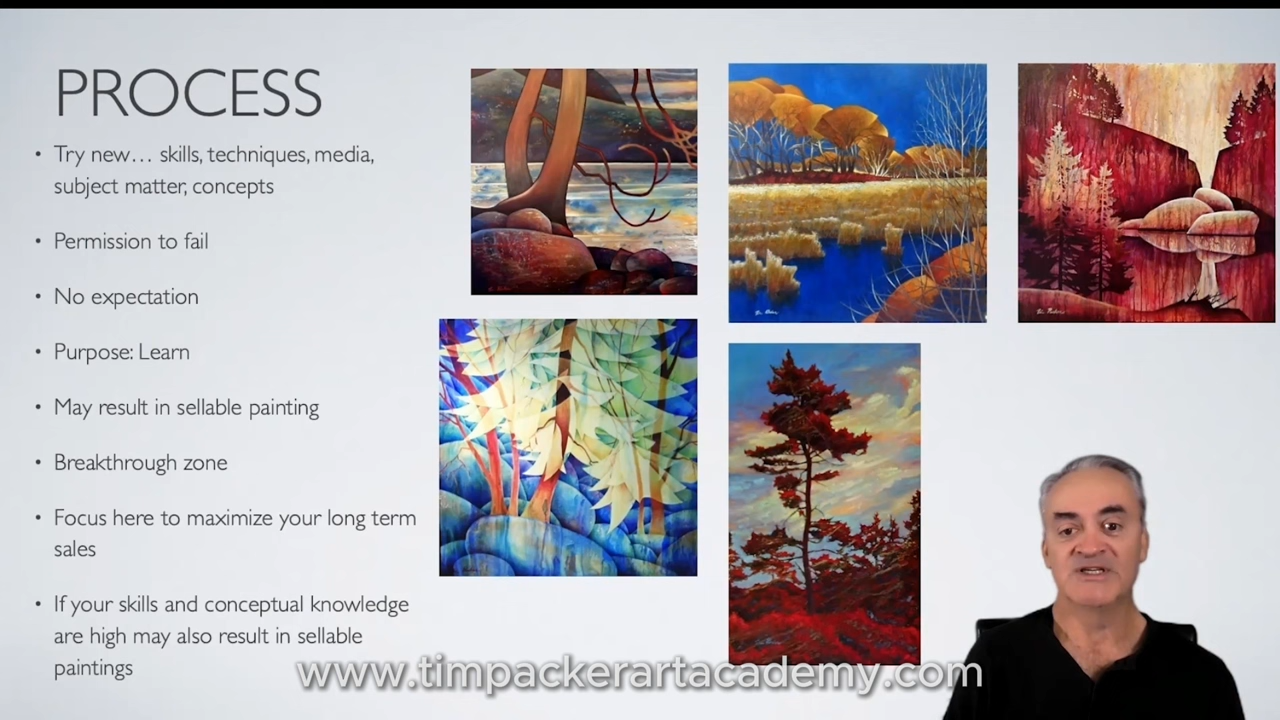 PROCESS
• Try new… skills, techniques, media,
subject matter, concepts
• Permission to fail
• No expectation
• Purpose: Learn
• May result in sellable painting
• Breakthrough zone
• Focus here to maximize your long term
sales
• If your skills and conceptual knowledge
are high may also result in sellable
paintings
www.timpackerartacademy.com